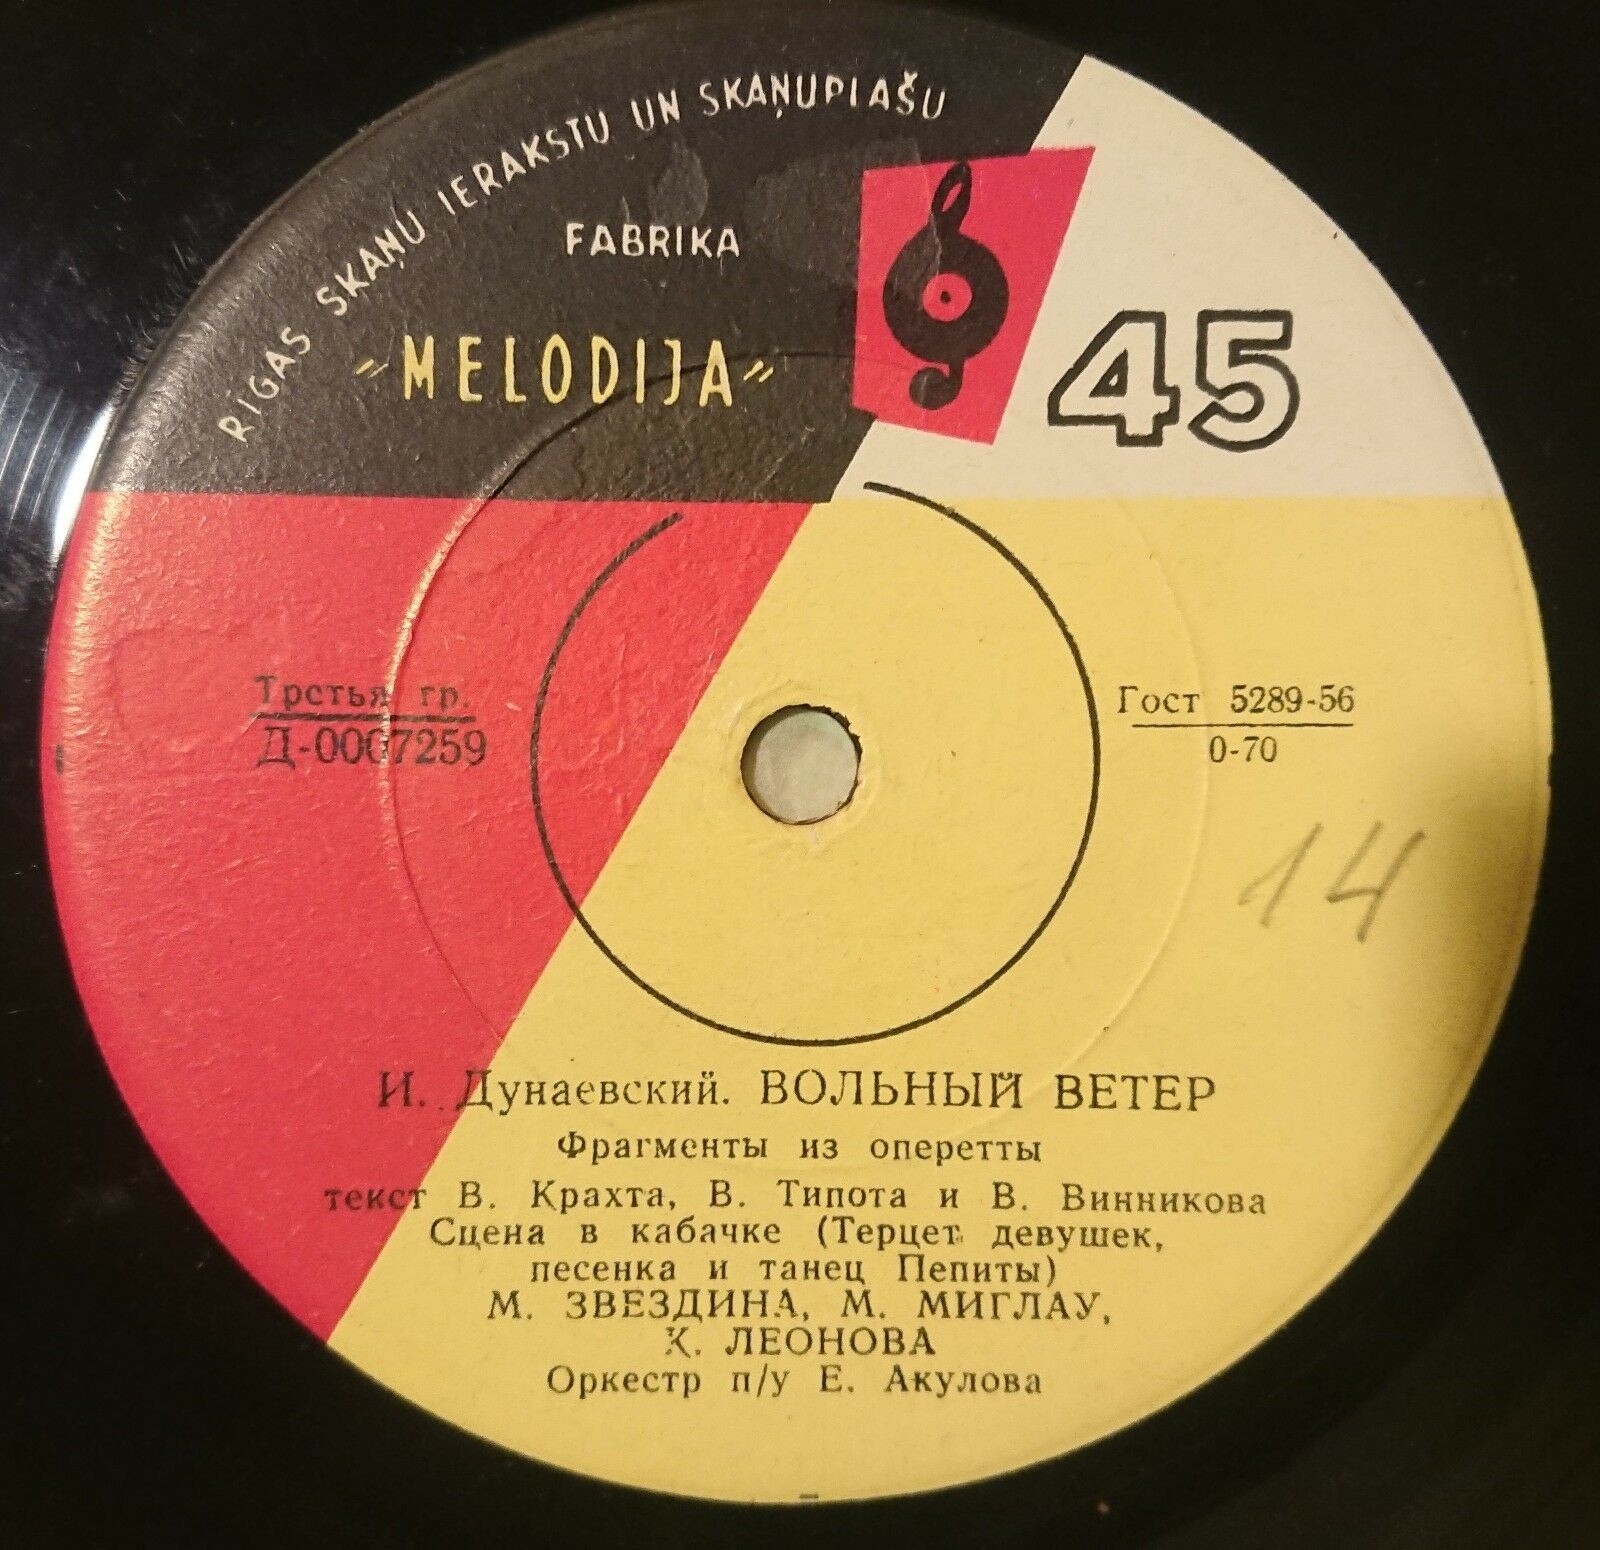 RĪGAS SKAŅU IERAKSTU UN SKAŅUPLAŠU
FABRIKA
"MELODIJA"
45
Третья гр.
Д-0007259
Гост 5289-56
0-70
14
И. Дунаевский. ВОЛЬНЫЙ ВЕТЕР
Фрагменты из оперетты
текст В. Крахта, В. Типота и В. Винникова
Сцена в кабачке (Терцет девушек,
песенка и танец Пепиты)
М. ЗВЕЗДИНА, М. МИГЛАУ,
К. ЛЕОНОВА
Оркестр п/у Е. Акулова